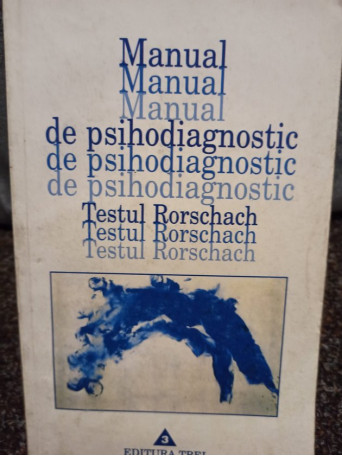 Manual
Manual
Manual
de psihodiagnostic
de psihodiagnostic
de psihodiagnostic
Testul Rorschach
Testul Rorschach
Testul Rorschach
3
EDITURA TREI